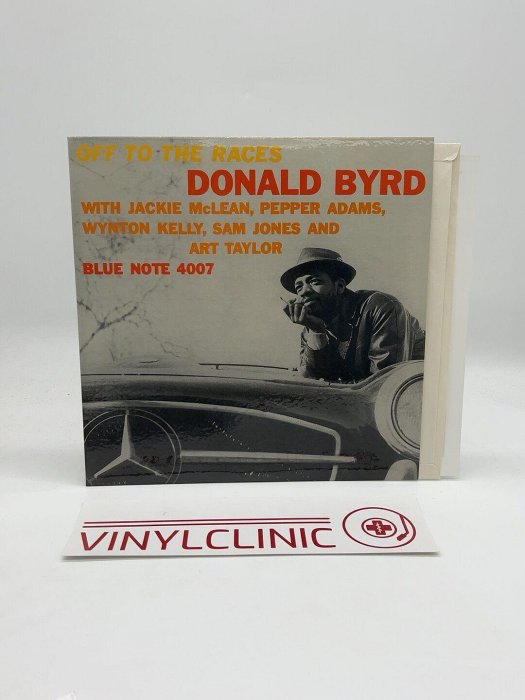 OFF TO THE RACES
DONALD BYRD
WITH JACKIE McLEAN, PEPPER ADAMS,
WYNTON KELLY, SAM JONES AND
ART TAYLOR
BLUE NOTE 4007
VINYLCLINIC